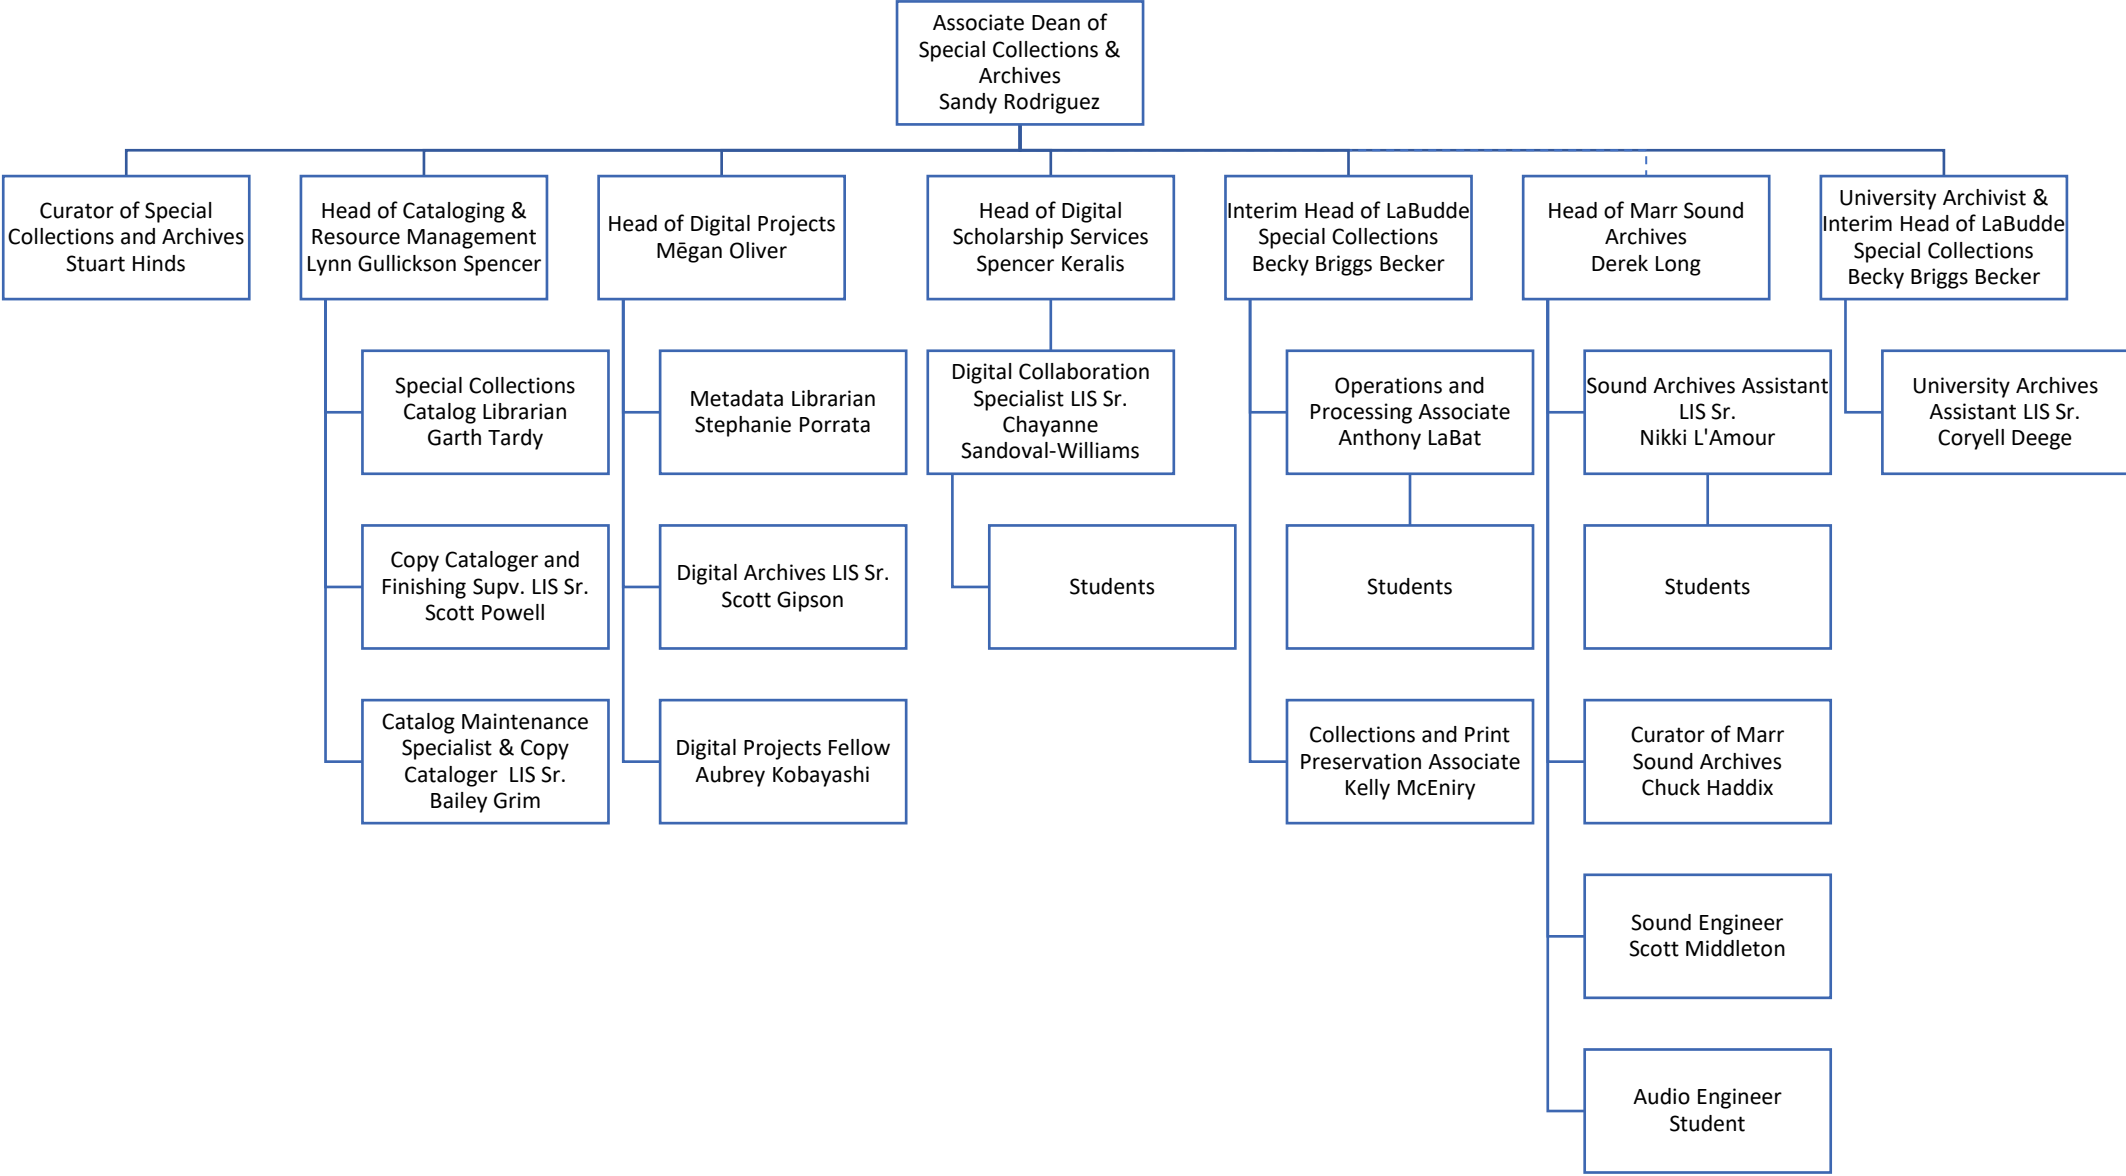 Associate Dean of
Special Collections &
Archives
Sandy Rodriguez
Curator of Special
Collections and Archives
Stuart Hinds
Head of Cataloging &
Resource Management
Lynn Gullickson Spencer
Head of Digital Projects
Mēgan Oliver
Head of Digital
Scholarship Services
Spencer Keralis
Interim Head of LaBudde
Special Collections
Becky Briggs Becker
Head of Marr Sound
Archives
Derek Long
University Archivist &
Interim Head of LaBudde
Special Collections
Becky Briggs Becker
Special Collections
Catalog Librarian
Garth Tardy
Metadata Librarian
Stephanie Porrata
Digital Collaboration
Specialist LIS Sr.
Chayanne
Sandoval-Williams
Operations and
Processing Associate
Anthony LaBat
Sound Archives Assistant
LIS Sr.
Nikki L'Amour
University Archives
Assistant LIS Sr.
Coryell Deege
Copy Cataloger and
Finishing Supv. LIS Sr.
Scott Powell
Digital Archives LIS Sr.
Scott Gipson
Students
Students
Students
Catalog Maintenance
Specialist & Copy
Cataloger  LIS Sr.
Bailey Grim
Digital Projects Fellow
Aubrey Kobayashi
Collections and Print
Preservation Associate
Kelly McEniry
Curator of Marr
Sound Archives
Chuck Haddix
Sound Engineer
Scott Middleton
Audio Engineer
Student